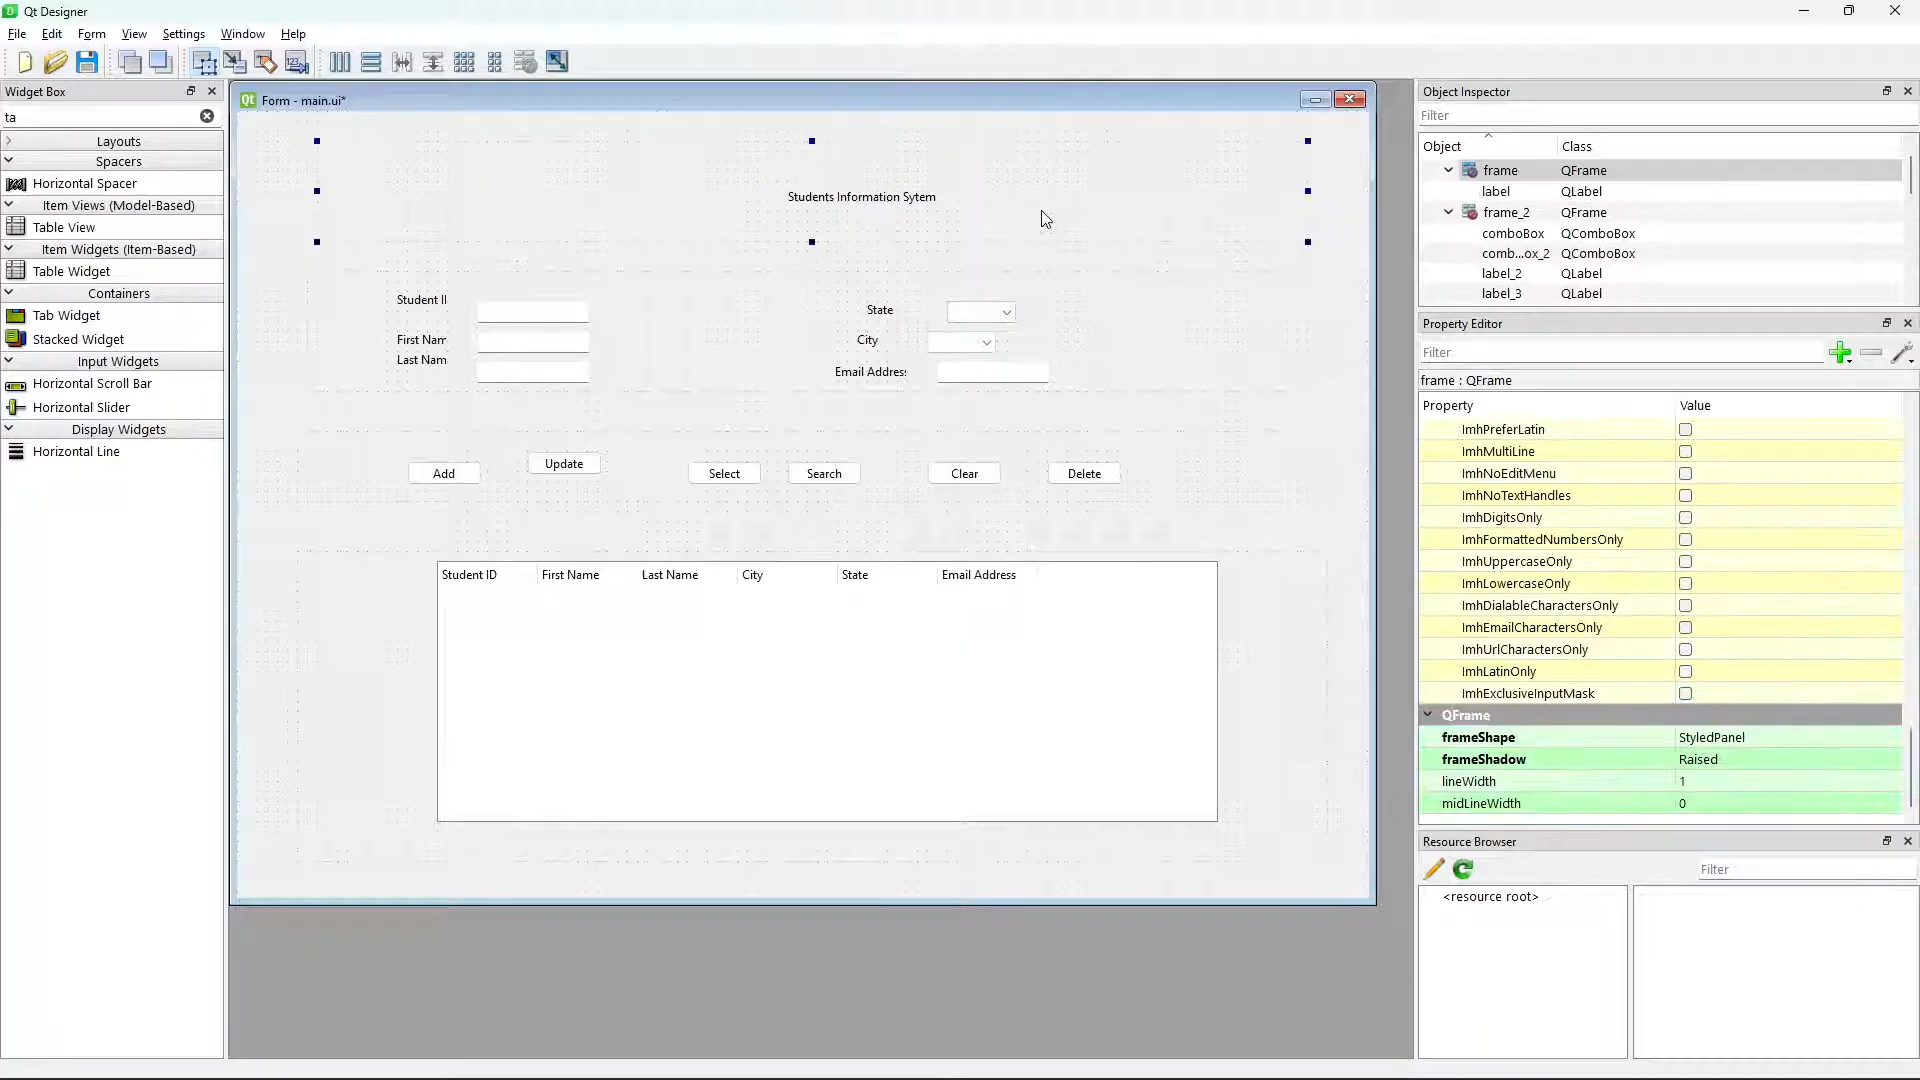 Qt Designer
File Edit Form View Settings Window Help
Widget Box
ta
Layouts
Spacers
Horizontal Spacer
Item Views (Model-Based)
Table View
Item Widgets (Item-Based)
Table Widget
Containers
Tab Widget
Stacked Widget
Input Widgets
Horizontal Scroll Bar
Horizontal Slider
Display Widgets
Horizontal Line
Qt Form - main.ui*
Students Information Sytem
Student II
First Nam
Last Nam
State
City
Email Addres
Add
Update
Select
Search
Clear
Delete
Student ID First Name Last Name City State Email Address
Object Inspector
Filter
Object Class
frame QFrame
label QLabel
frame_2 QFrame
comboBox QComboBox
comb...ox_2 QComboBox
label_2 QLabel
label_3 QLabel
Property Editor
Filter
frame : QFrame
Property Value
ImhPreferLatin
ImhMultiLine
ImhNoEditMenu
ImhNoTextHandles
ImhDigitsOnly
ImhFormattedNumbersOnly
ImhUppercaseOnly
ImhLowercaseOnly
ImhDialableCharactersOnly
ImhEmailCharactersOnly
ImhUrlCharactersOnly
ImhLatinOnly
ImhExclusiveInputMask
QFrame
frameShape StyledPanel
frameShadow Raised
lineWidth 1
midLineWidth 0
Resource Browser
Filter
<resource root>